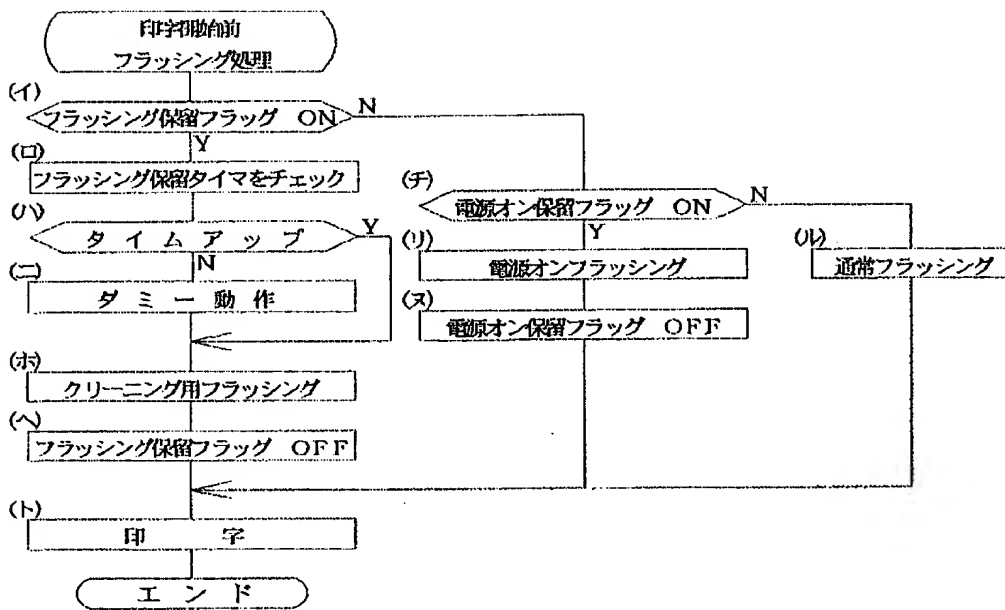 印字開始前
フラッシング処理
(イ)
フラッシング保留フラッグ ON
N
Y
(ロ)
フラッシング保留タイマをチェック
(ハ)
タイムアップ
Y
N
(ニ)
ダミー動作
(ホ)
クリーニング用フラッシング
(ヘ)
フラッシング保留フラッグ OFF
(ト)
印字
エンド
(チ)
電源オン保留フラッグ ON
N
Y
(リ)
電源オンフラッシング
(ヌ)
電源オン保留フラッグ OFF
(ル)
通常フラッシング